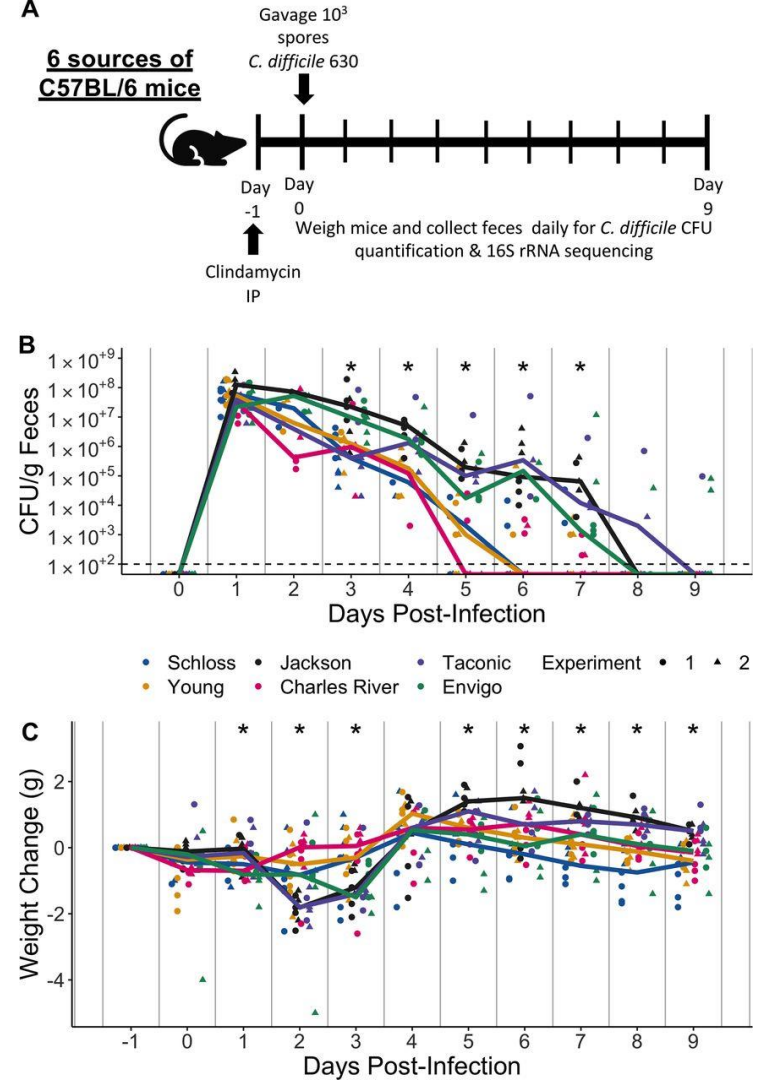 A
6 sources of
C57BL/6 mice
Gavage 10³
spores
C. difficile 630
Day
-1
Day
0
Day
9
Weigh mice and collect feces daily for C. difficile CFU
quantification & 16S rRNA sequencing
Clindamycin
IP
B
CFU/g Feces
1 × 10⁺⁹
1 × 10⁺⁸
1 × 10⁺⁷
1 × 10⁺⁶
1 × 10⁺⁵
1 × 10⁺⁴
1 × 10⁺³
1 × 10⁺²
* * * * *
0 1 2 3 4 5 6 7 8 9
Days Post-Infection
Schloss Jackson Taconic Experiment 1 2
Young Charles River Envigo
C
Weight Change (g)
2
0
-2
-4
* * * * * * * *
-1 0 1 2 3 4 5 6 7 8 9
Days Post-Infection